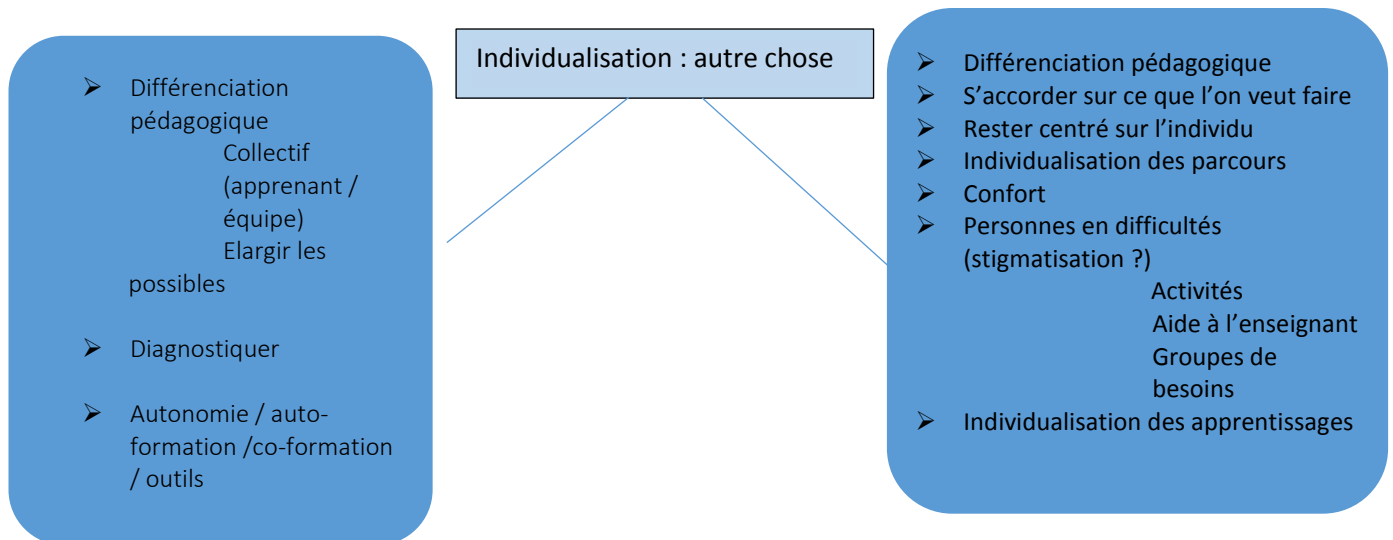 Individualisation : autre chose
➢ Différenciation
pédagogique
Collectif
(apprenant /
équipe)
Elargir les
possibles
➢ Diagnostiquer
➢ Autonomie / auto-
formation /co-formation
/ outils
➢ Différenciation pédagogique
➢ S’accorder sur ce que l’on veut faire
➢ Rester centré sur l’individu
➢ Individualisation des parcours
➢ Confort
➢ Personnes en difficultés
(stigmatisation ?)
Activités
Aide à l’enseignant
Groupes de
besoins
➢ Individualisation des apprentissages